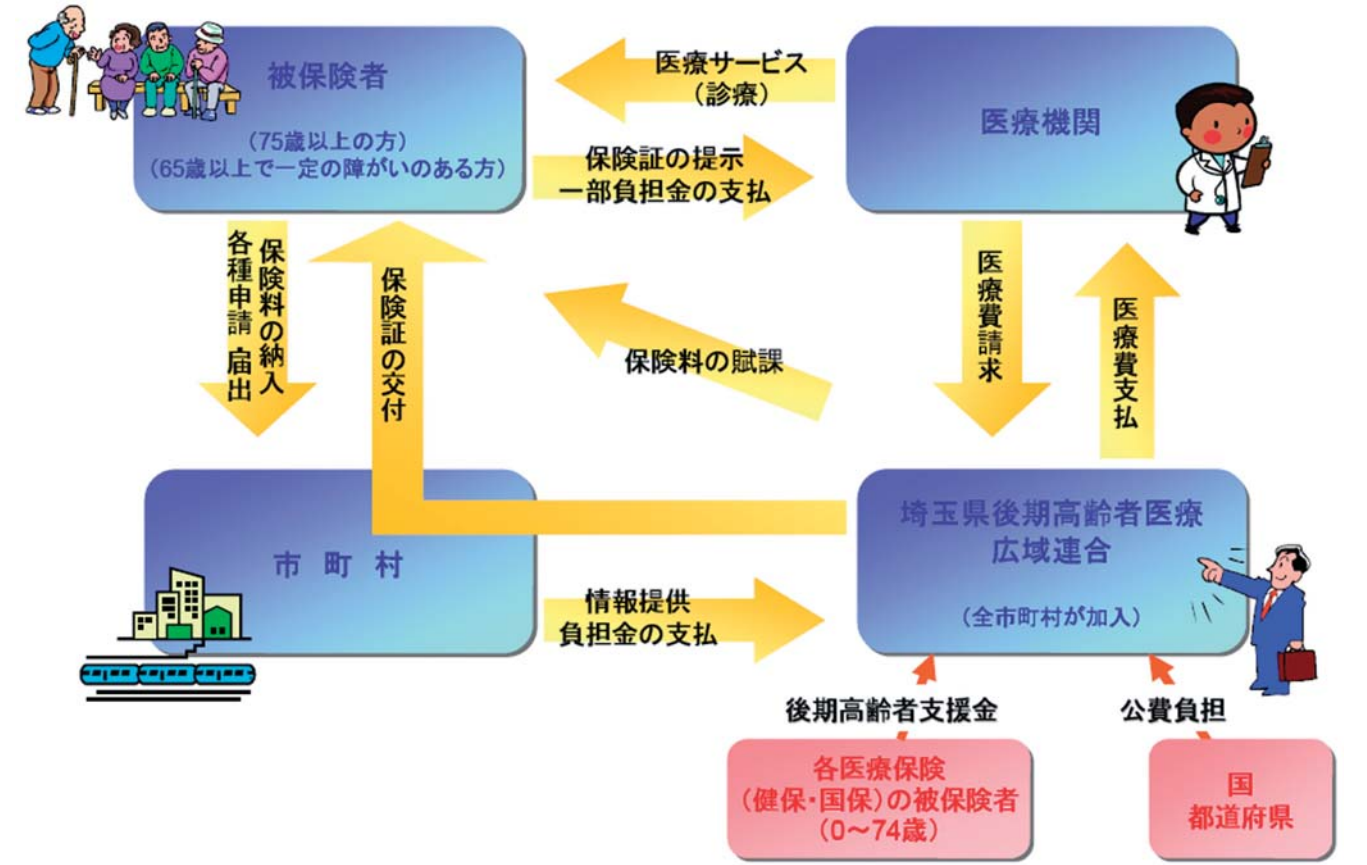 被保険者
(75歳以上の方)
(65歳以上で一定の障がいのある方)
医療サービス
(診療)
保険証の提示
一部負担金の支払
医療機関
保険料の納入
各種申請・届出
保険証の交付
保険料の賦課
医療費請求
医療費支払
市町村
情報提供
負担金の支払
埼玉県後期高齢者医療
広域連合
(全市町村が加入)
後期高齢者支援金
公費負担
各医療保険
(健保・国保)の被保険者
(0～74歳)
国
都道府県